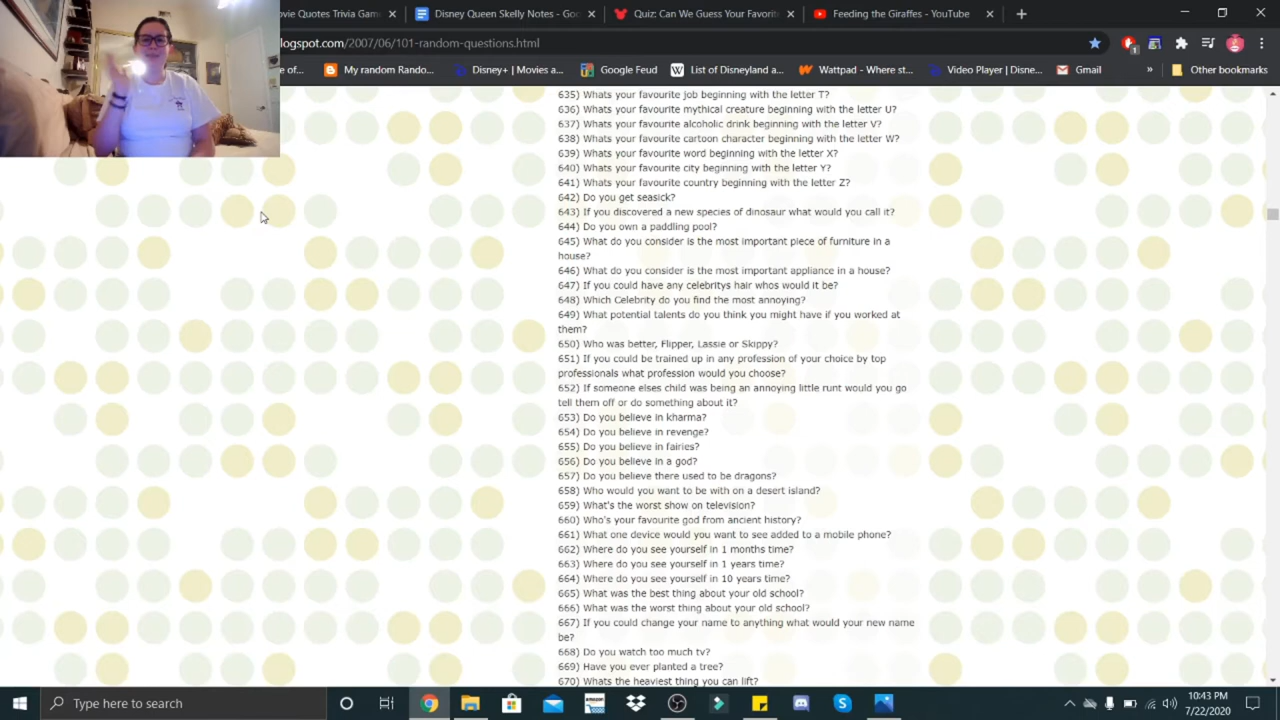 ovie Quotes Trivia Gam
Disney Queen Skelly Notes - Goo
Quiz: Can We Guess Your Favorit
Feeding the Giraffes - YouTube
logspot.com/2007/06/101-random-questions.html
e of...
My random Rando...
Disney+ | Movies a...
Google Feud
List of Disneyland a...
Wattpad - Where st...
Video Player | Disne...
Gmail
»
Other bookmarks
635) Whats your favourite job beginning with the letter T?
636) Whats your favourite mythical creature beginning with the letter U?
637) Whats your favourite alcoholic drink beginning with the letter V?
638) Whats your favourite cartoon character beginning with the letter W?
639) Whats your favourite word beginning with the letter X?
640) Whats your favourite city beginning with the letter Y?
641) Whats your favourite country beginning with the letter Z?
642) Do you get seasick?
643) If you discovered a new species of dinosaur what would you call it?
644) Do you own a paddling pool?
645) What do you consider is the most important piece of furniture in a
house?
646) What do you consider is the most important appliance in a house?
647) If you could have any celebritys hair whos would it be?
648) Which Celebrity do you find the most annoying?
649) What potential talents do you think you might have if you worked at
them?
650) Who was better, Flipper, Lassie or Skippy?
651) If you could be trained up in any profession of your choice by top
professionals what profession would you choose?
652) If someone elses child was being an annoying little runt would you go
tell them off or do something about it?
653) Do you believe in kharma?
654) Do you believe in revenge?
655) Do you believe in fairies?
656) Do you believe in a god?
657) Do you believe there used to be dragons?
658) Who would you want to be with on a desert island?
659) What's the worst show on television?
660) Who's your favourite god from ancient history?
661) What one device would you want to see added to a mobile phone?
662) Where do you see yourself in 1 months time?
663) Where do you see yourself in 1 years time?
664) Where do you see yourself in 10 years time?
665) What was the best thing about your old school?
666) What was the worst thing about your old school?
667) If you could change your name to anything what would your new name
be?
668) Do you watch too much tv?
669) Have you ever planted a tree?
670) Whats the heaviest thing you can lift?
Type here to search
10:43 PM
7/22/2020